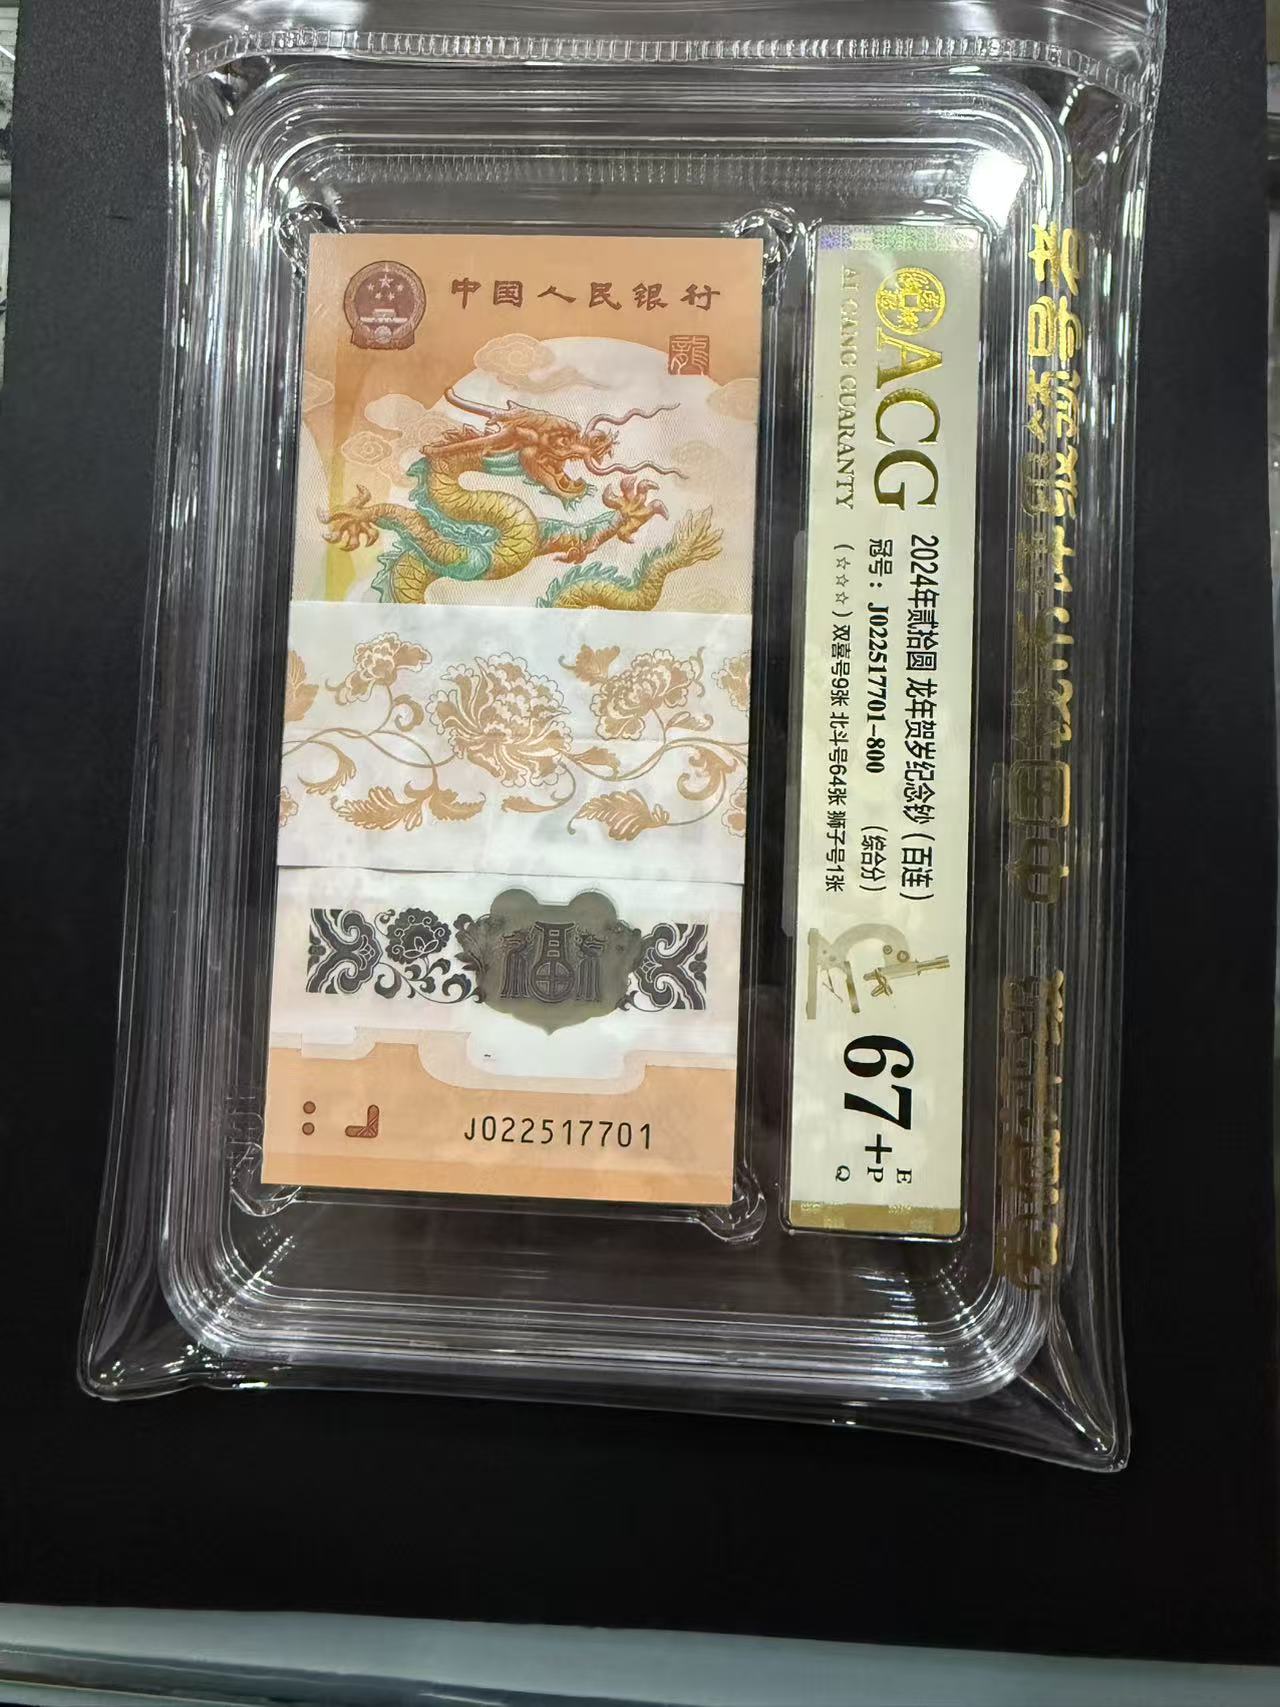 中国人民银行
龍
J022517701
ACG
AI CANG GUARANTY
2024年贰拾圆 龙年贺岁纪念钞（百连）
冠号：J022517701-800 （综合分）
（☆☆☆）双喜号9张 北斗号64张 狮子号1张
67+
E
P
Q